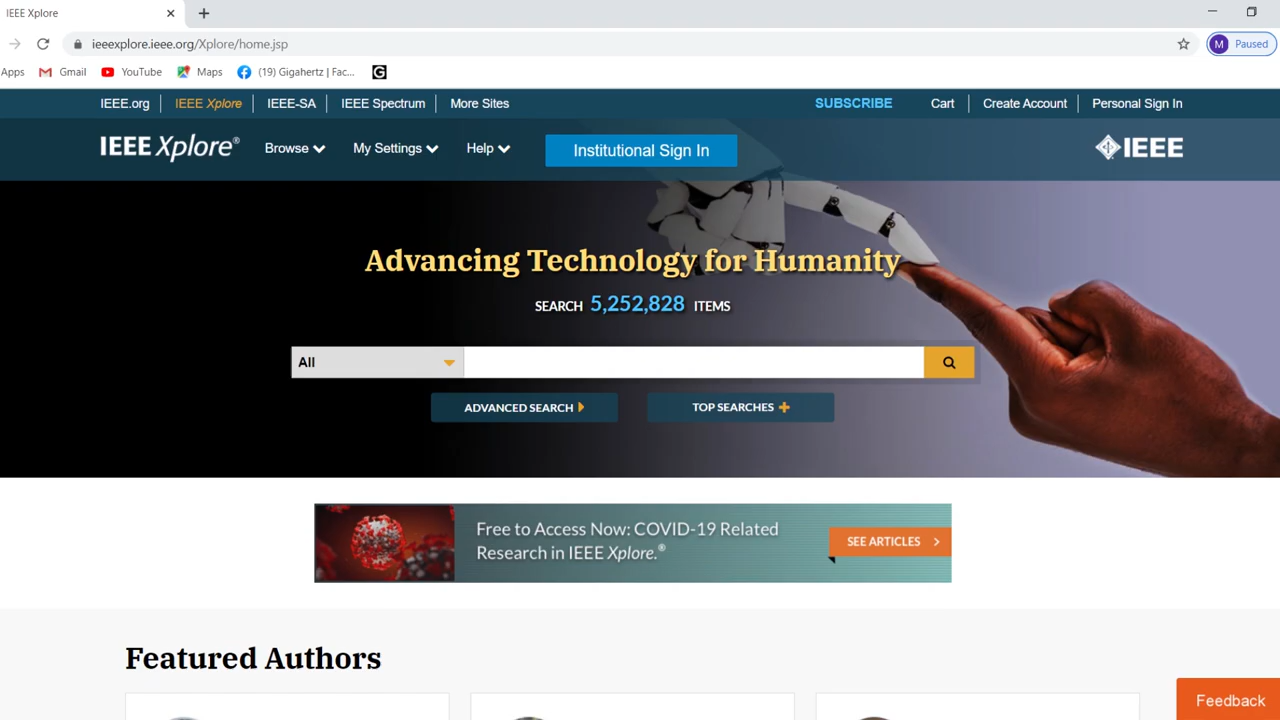 IEEE Xplore
ieeexplore.ieee.org/Xplore/home.jsp
M Paused
Apps Gmail YouTube Maps (19) Gigahertz | Fac... G
IEEE.org IEEE Xplore IEEE-SA IEEE Spectrum More Sites SUBSCRIBE Cart Create Account Personal Sign In
IEEE Xplore® Browse My Settings Help Institutional Sign In IEEE
Advancing Technology for Humanity
SEARCH 5,252,828 ITEMS
All
ADVANCED SEARCH TOP SEARCHES
Free to Access Now: COVID-19 Related
Research in IEEE Xplore.®
SEE ARTICLES
Featured Authors
Feedback